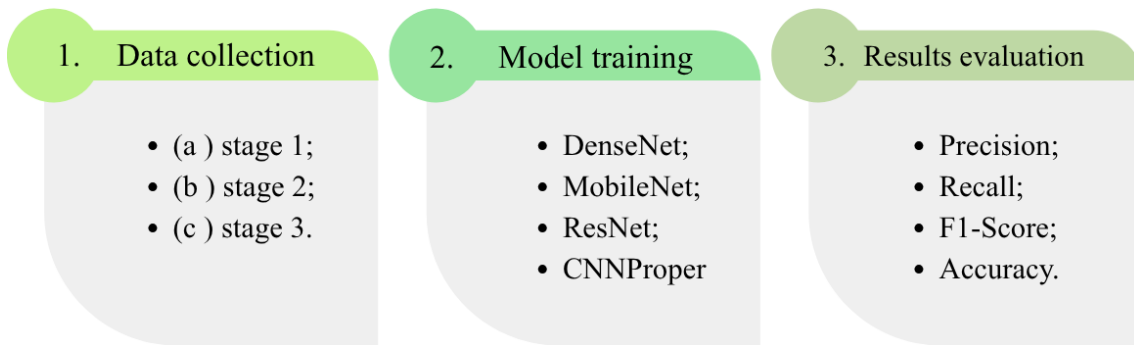 1. Data collection
• (a ) stage 1;
• (b ) stage 2;
• (c ) stage 3.
2. Model training
• DenseNet;
• MobileNet;
• ResNet;
• CNNProper
3. Results evaluation
• Precision;
• Recall;
• F1-Score;
• Accuracy.